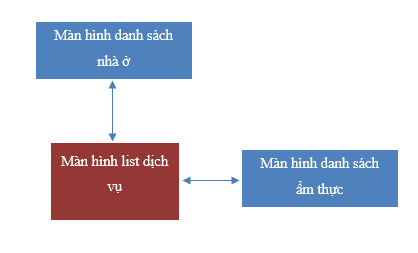 Màn hình danh sách
nhà ở
Màn hình list dịch
vụ
Màn hình danh sách
ẩm thực